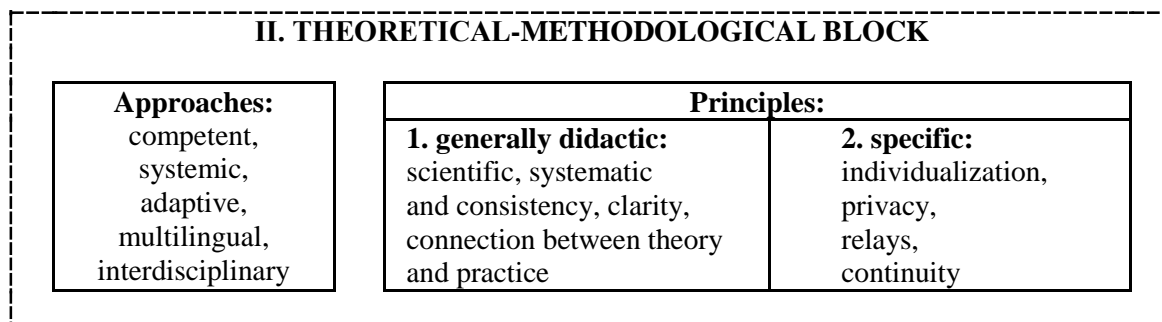 II. THEORETICAL-METHODOLOGICAL BLOCK
Approaches:
competent,
systemic,
adaptive,
multilingual,
interdisciplinary
Principles:
1. generally didactic:
scientific, systematic
and consistency, clarity,
connection between theory
and practice
2. specific:
individualization,
privacy,
relays,
continuity